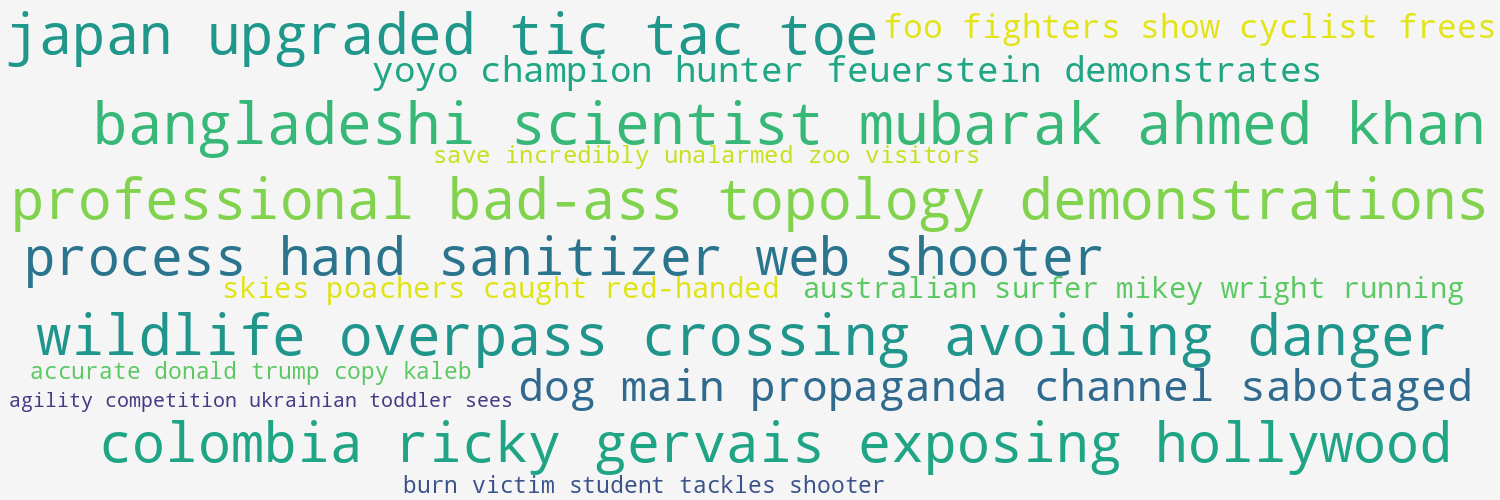 japan upgraded tic tac toe
foo fighters show cyclist frees
yoyo champion hunter feuerstein demonstrates
bangladeshi scientist mubarak ahmed khan
save incredibly unalarmed zoo visitors
professional bad-ass topology demonstrations
process hand sanitizer web shooter
skies poachers caught red-handed
australian surfer mikey wright running
wildlife overpass crossing avoiding danger
accurate donald trump copy kaleb
dog main propaganda channel sabotaged
agility competition ukrainian toddler sees
colombia ricky gervais exposing hollywood
burn victim student tackles shooter